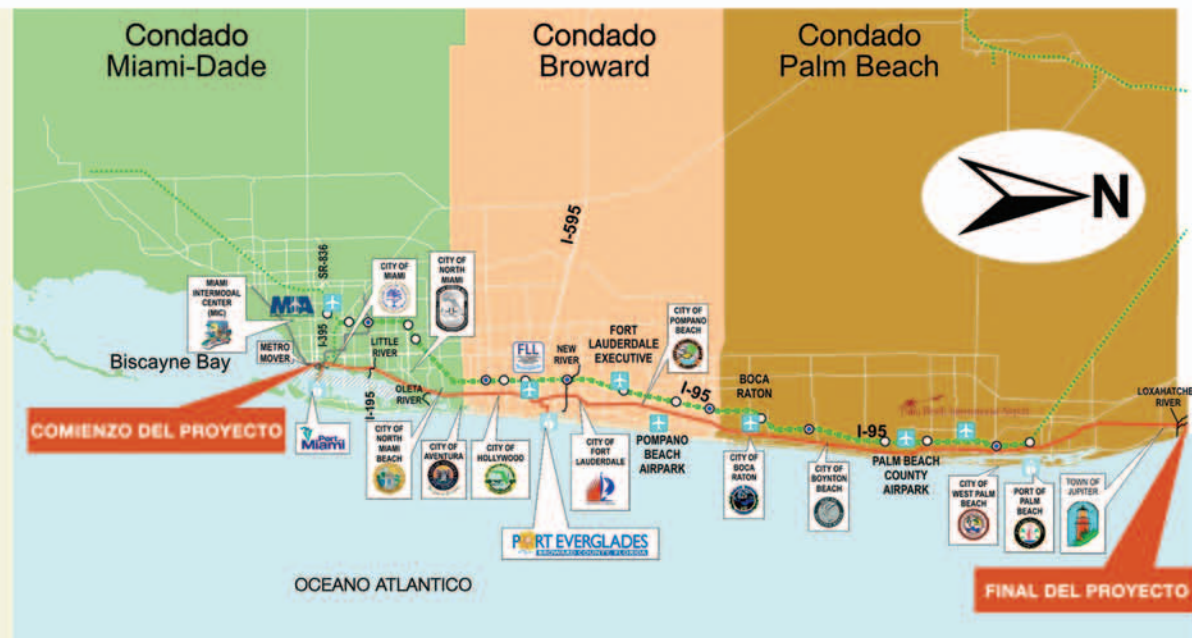 Condado
Miami-Dade
Condado
Broward
Condado
Palm Beach
N
I-595
SR-836
I-395
CITY OF
MIAMI
CITY OF
NORTH
MIAMI
MIAMI
INTERMODAL
CENTER
(MIC)
MIA
METRO
MOVER
Biscayne Bay
LITTLE
RIVER
I-195
OLETA
RIVER
FLL
NEW
RIVER
FORT
LAUDERDALE
EXECUTIVE
CITY OF
POMPANO
BEACH
I-95
BOCA
RATON
I-95
LOXAHATCHE
RIVER
COMIENZO DEL PROYECTO
Port
Miami
CITY OF
NORTH
MIAMI
BEACH
CITY OF
AVENTURA
CITY OF
HOLLYWOOD
CITY OF
FORT
LAUDERDALE
POMPANO
BEACH
AIRPARK
CITY OF
BOCA
RATON
CITY OF
BOYNTON
BEACH
PALM BEACH
COUNTY
AIRPARK
CITY OF
WEST PALM
BEACH
PORT OF
PALM
BEACH
TOWN OF
JUPITER
PORT EVERGLADES
BROWARD COUNTY, FLORIDA
OCEANO ATLANTICO
FINAL DEL PROYECTO